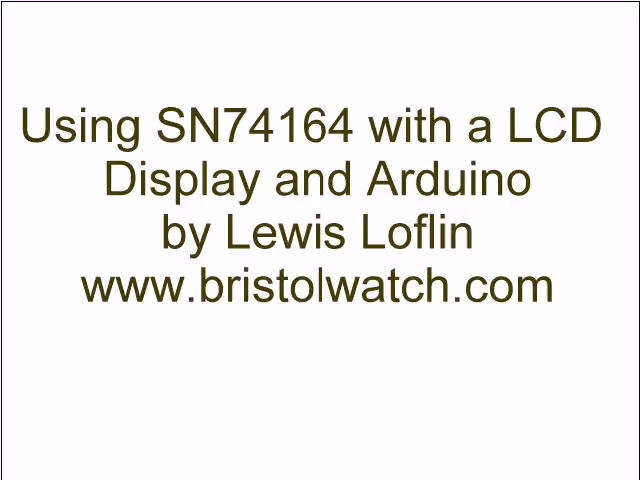 Using SN74164 with a LCD
Display and Arduino
by Lewis Loflin
www.bristolwatch.com